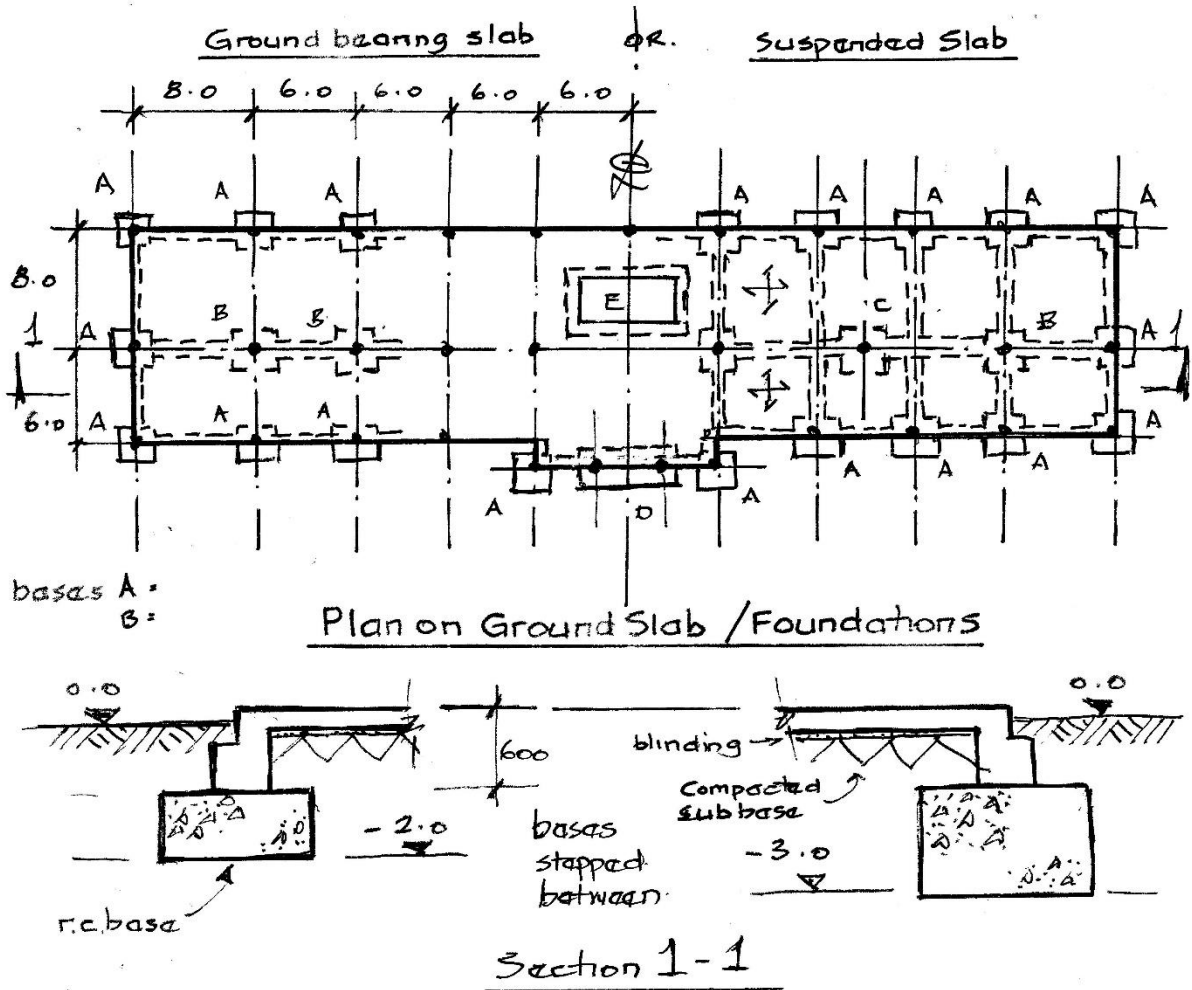 Ground bearing slab OR. Suspended Slab
8.0 6.0 6.0 6.0 6.0
A A A A A A A A
8.0
E
1 A B B C B A 1
6.0 A A A A A A A
A D A
bases A =
B =
Plan on Ground Slab / Foundations
0.0 0.0
blinding
600
Compacted
subbase
- 2.0 bases
stepped
between
- 3.0
r.c. base
Section 1 - 1